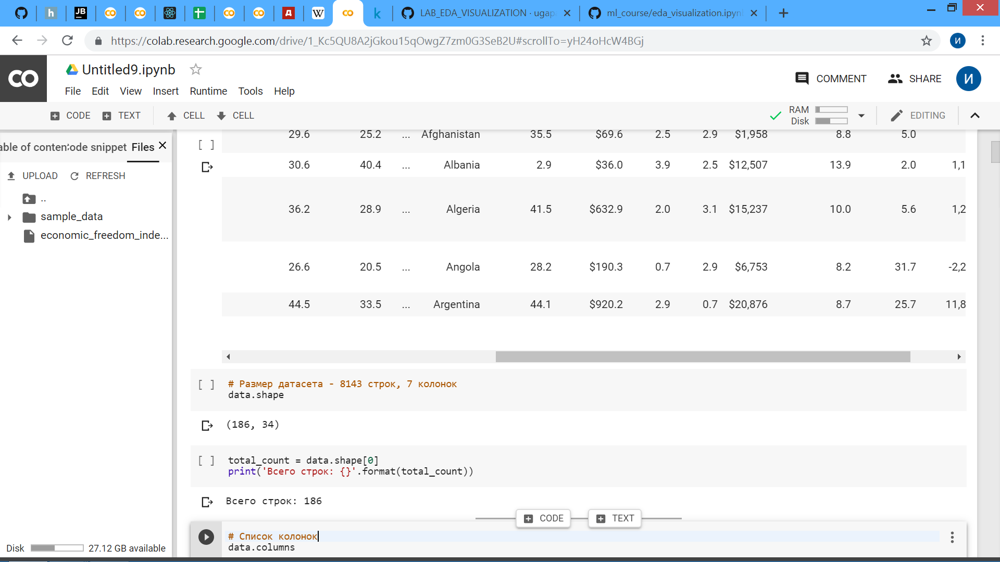 JB
h
W
k
LAB_EDA_VISUALIZATION · ugap
ml_course/eda_visualization.ipyn
https://colab.research.google.com/drive/1_Kc5QU8A2jGkou15qOwgZ7zm0G3SeB2U#scrollTo=yH24oHcW4BGj
И
CO
Untitled9.ipynb
COMMENT
SHARE
И
File Edit View Insert Runtime Tools Help
CODE TEXT CELL CELL
RAM
Disk
EDITING
able of conten ode snippet Files
UPLOAD REFRESH
..
sample_data
economic_freedom_inde...
Disk 27.12 GB available
[ ]
29.6 25.2 ... Afghanistan 35.5 $69.6 2.5 2.9 $1,958 8.8 5.0
30.6 40.4 ... Albania 2.9 $36.0 3.9 2.5 $12,507 13.9 2.0 1,1
36.2 28.9 ... Algeria 41.5 $632.9 2.0 3.1 $15,237 10.0 5.6 1,2
26.6 20.5 ... Angola 28.2 $190.3 0.7 2.9 $6,753 8.2 31.7 -2,2
44.5 33.5 ... Argentina 44.1 $920.2 2.9 0.7 $20,876 8.7 25.7 11,8
[ ] # Размер датасета - 8143 строк, 7 колонок
data.shape
(186, 34)
[ ] total_count = data.shape[0]
print('Всего строк: {}'.format(total_count))
Всего строк: 186
CODE TEXT
# Список колонок
data.columns